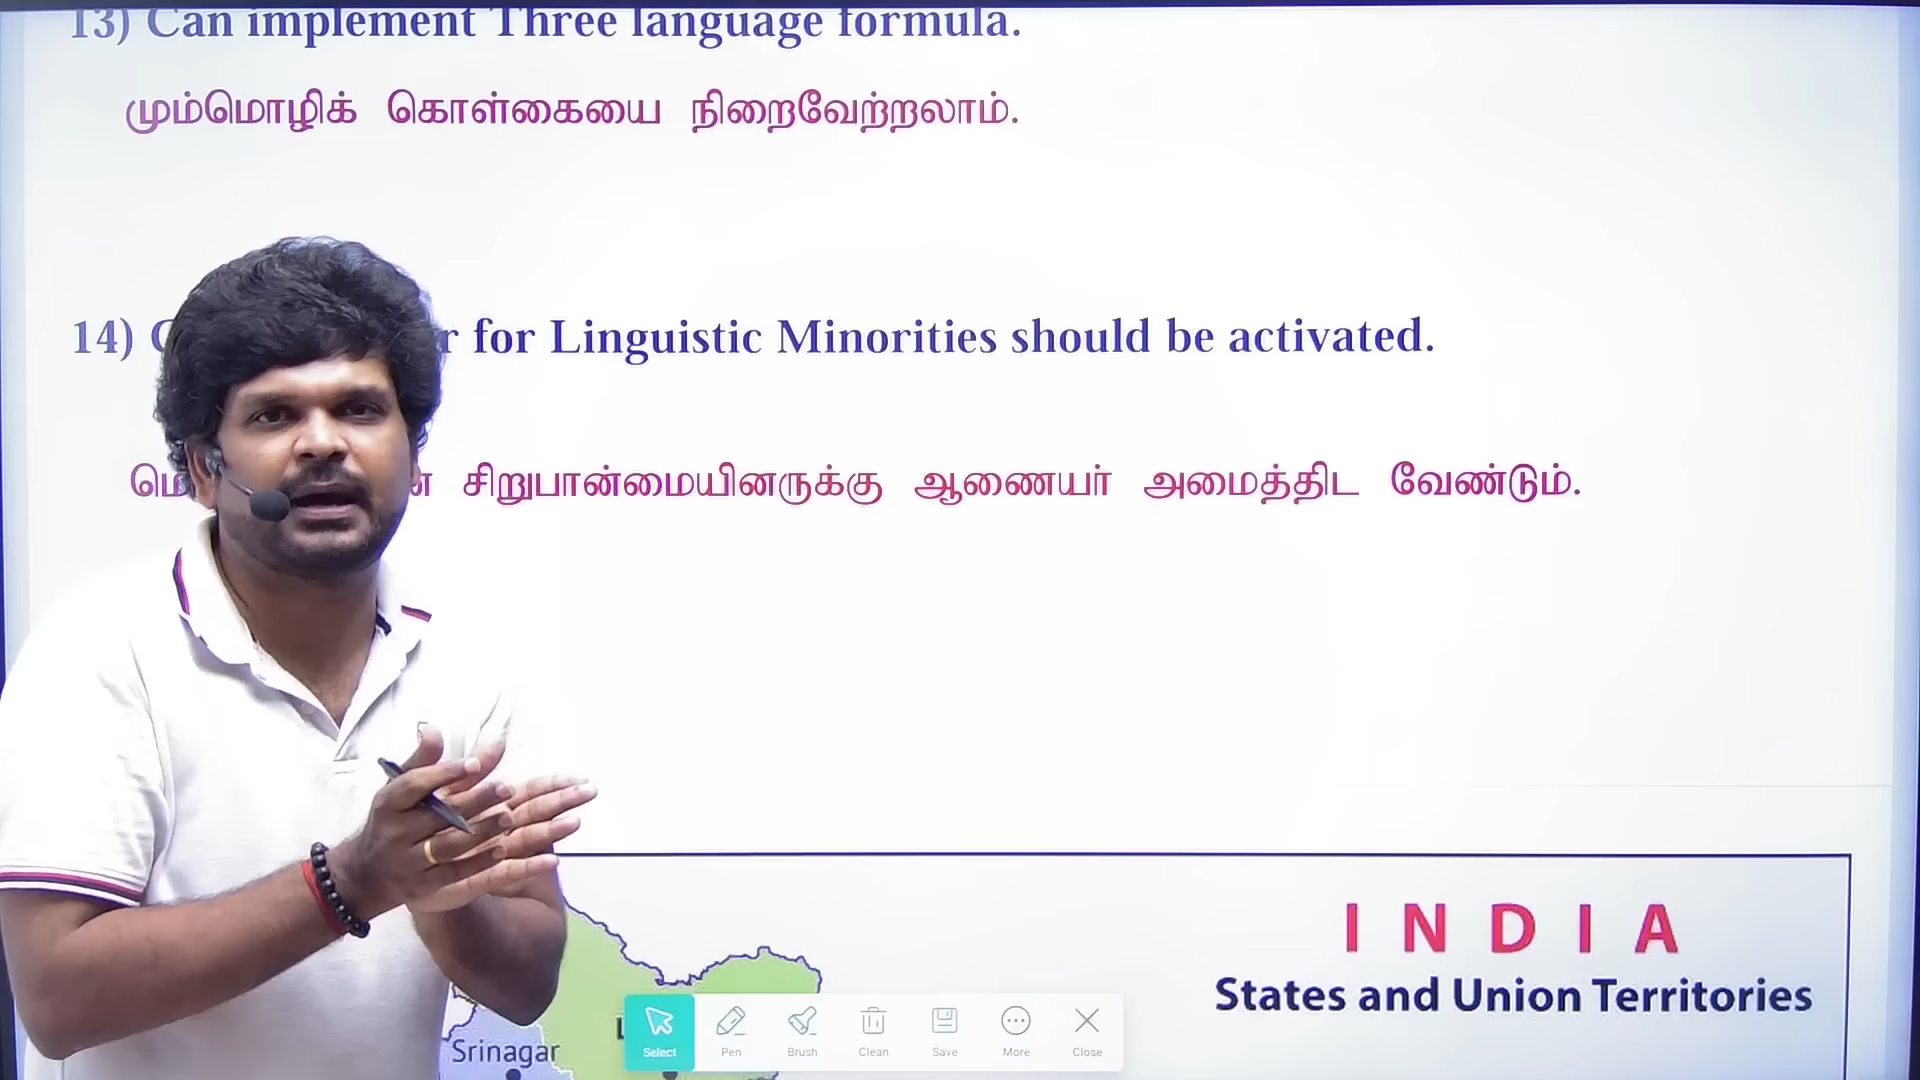 13) Can implement Three language formula.
மும்மொழிக் கொள்கையை நிறைவேற்றலாம்.
14) for Linguistic Minorities should be activated.
சிறுபான்மையினருக்கு ஆணையர் அமைத்திட வேண்டும்.
I N D I A
States and Union Territories
Srinagar
Select Pen Brush Clean Save More Close